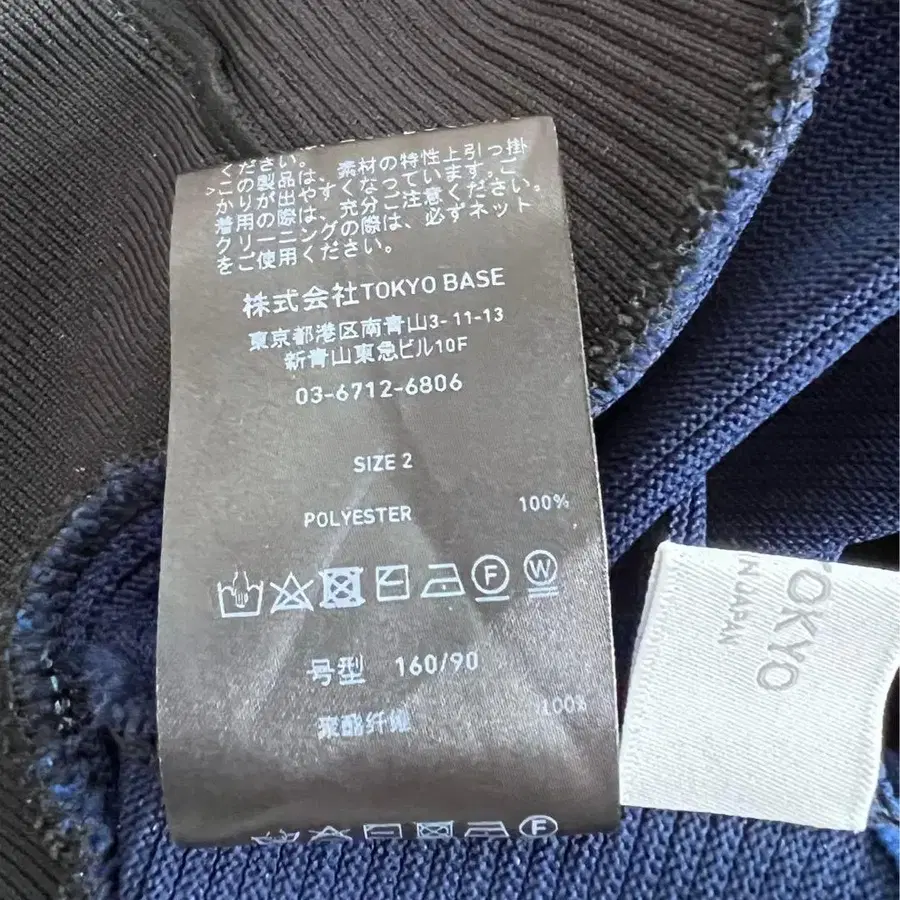 ください。
>この製品は、素材の特性上引っ掛
かりが出やすくなっています。ご
着用の際は、充分ご注意ください。
クリーニングの際は、必ずネット
をご使用ください。
株式会社TOKYO BASE
東京都港区南青山3-11-13
新青山東急ビル10F
03-6712-6806
SIZE 2
POLYESTER 100%
F W
号型 160/90
聚酯纤维 100%
F
TOKYO